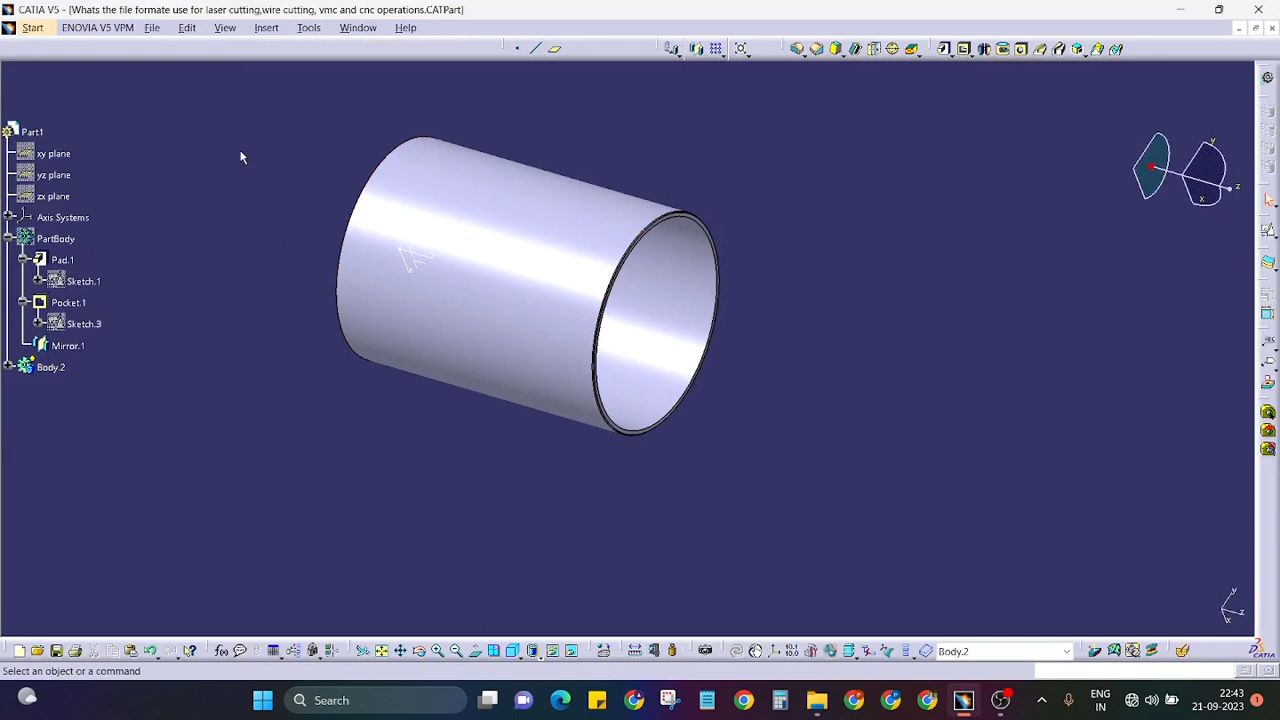 CATIA V5 - [Whats the file formate use for laser cutting,wire cutting, vmc and cnc operations.CATPart]
Start ENOVIA V5 VPM File Edit View Insert Tools Window Help
Part1
xy plane
yz plane
zx plane
Axis Systems
PartBody
Pad.1
Sketch.1
Pocket.1
Sketch.3
Mirror.1
Body.2
y
z
x
y
z
x
Body.2
CATIA
Select an object or a command
Search
ENG
IN
22:43
21-09-2023